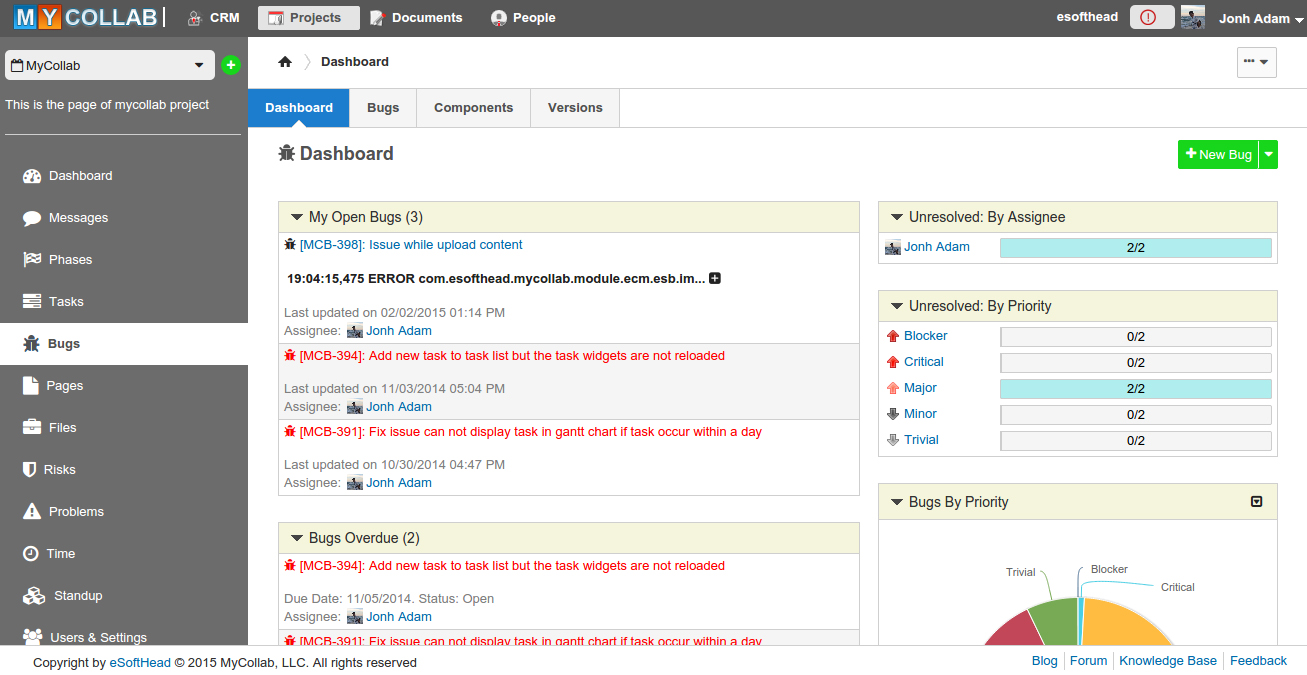 MYCOLLAB
CRM
Projects
Documents
People
esofthead
Jonh Adam
MyCollab
This is the page of mycollab project
Dashboard
Messages
Phases
Tasks
Bugs
Pages
Files
Risks
Problems
Time
Standup
Users & Settings
Dashboard
Dashboard
Bugs
Components
Versions
Dashboard
New Bug
My Open Bugs (3)
[MCB-398]: Issue while upload content
19:04:15,475 ERROR com.esofthead.mycollab.module.ecm.esb.im...
Last updated on 02/02/2015 01:14 PM
Assignee: Jonh Adam
[MCB-394]: Add new task to task list but the task widgets are not reloaded
Last updated on 11/03/2014 05:04 PM
Assignee: Jonh Adam
[MCB-391]: Fix issue can not display task in gantt chart if task occur within a day
Last updated on 10/30/2014 04:47 PM
Assignee: Jonh Adam
Bugs Overdue (2)
[MCB-394]: Add new task to task list but the task widgets are not reloaded
Due Date: 11/05/2014. Status: Open
Assignee: Jonh Adam
[MCB-391]: Fix issue can not display task in gantt chart if task occur within a day
Unresolved: By Assignee
Jonh Adam 2/2
Unresolved: By Priority
Blocker 0/2
Critical 0/2
Major 2/2
Minor 0/2
Trivial 0/2
Bugs By Priority
Trivial
Blocker
Critical
Copyright by eSoftHead © 2015 MyCollab, LLC. All rights reserved
Blog
Forum
Knowledge Base
Feedback